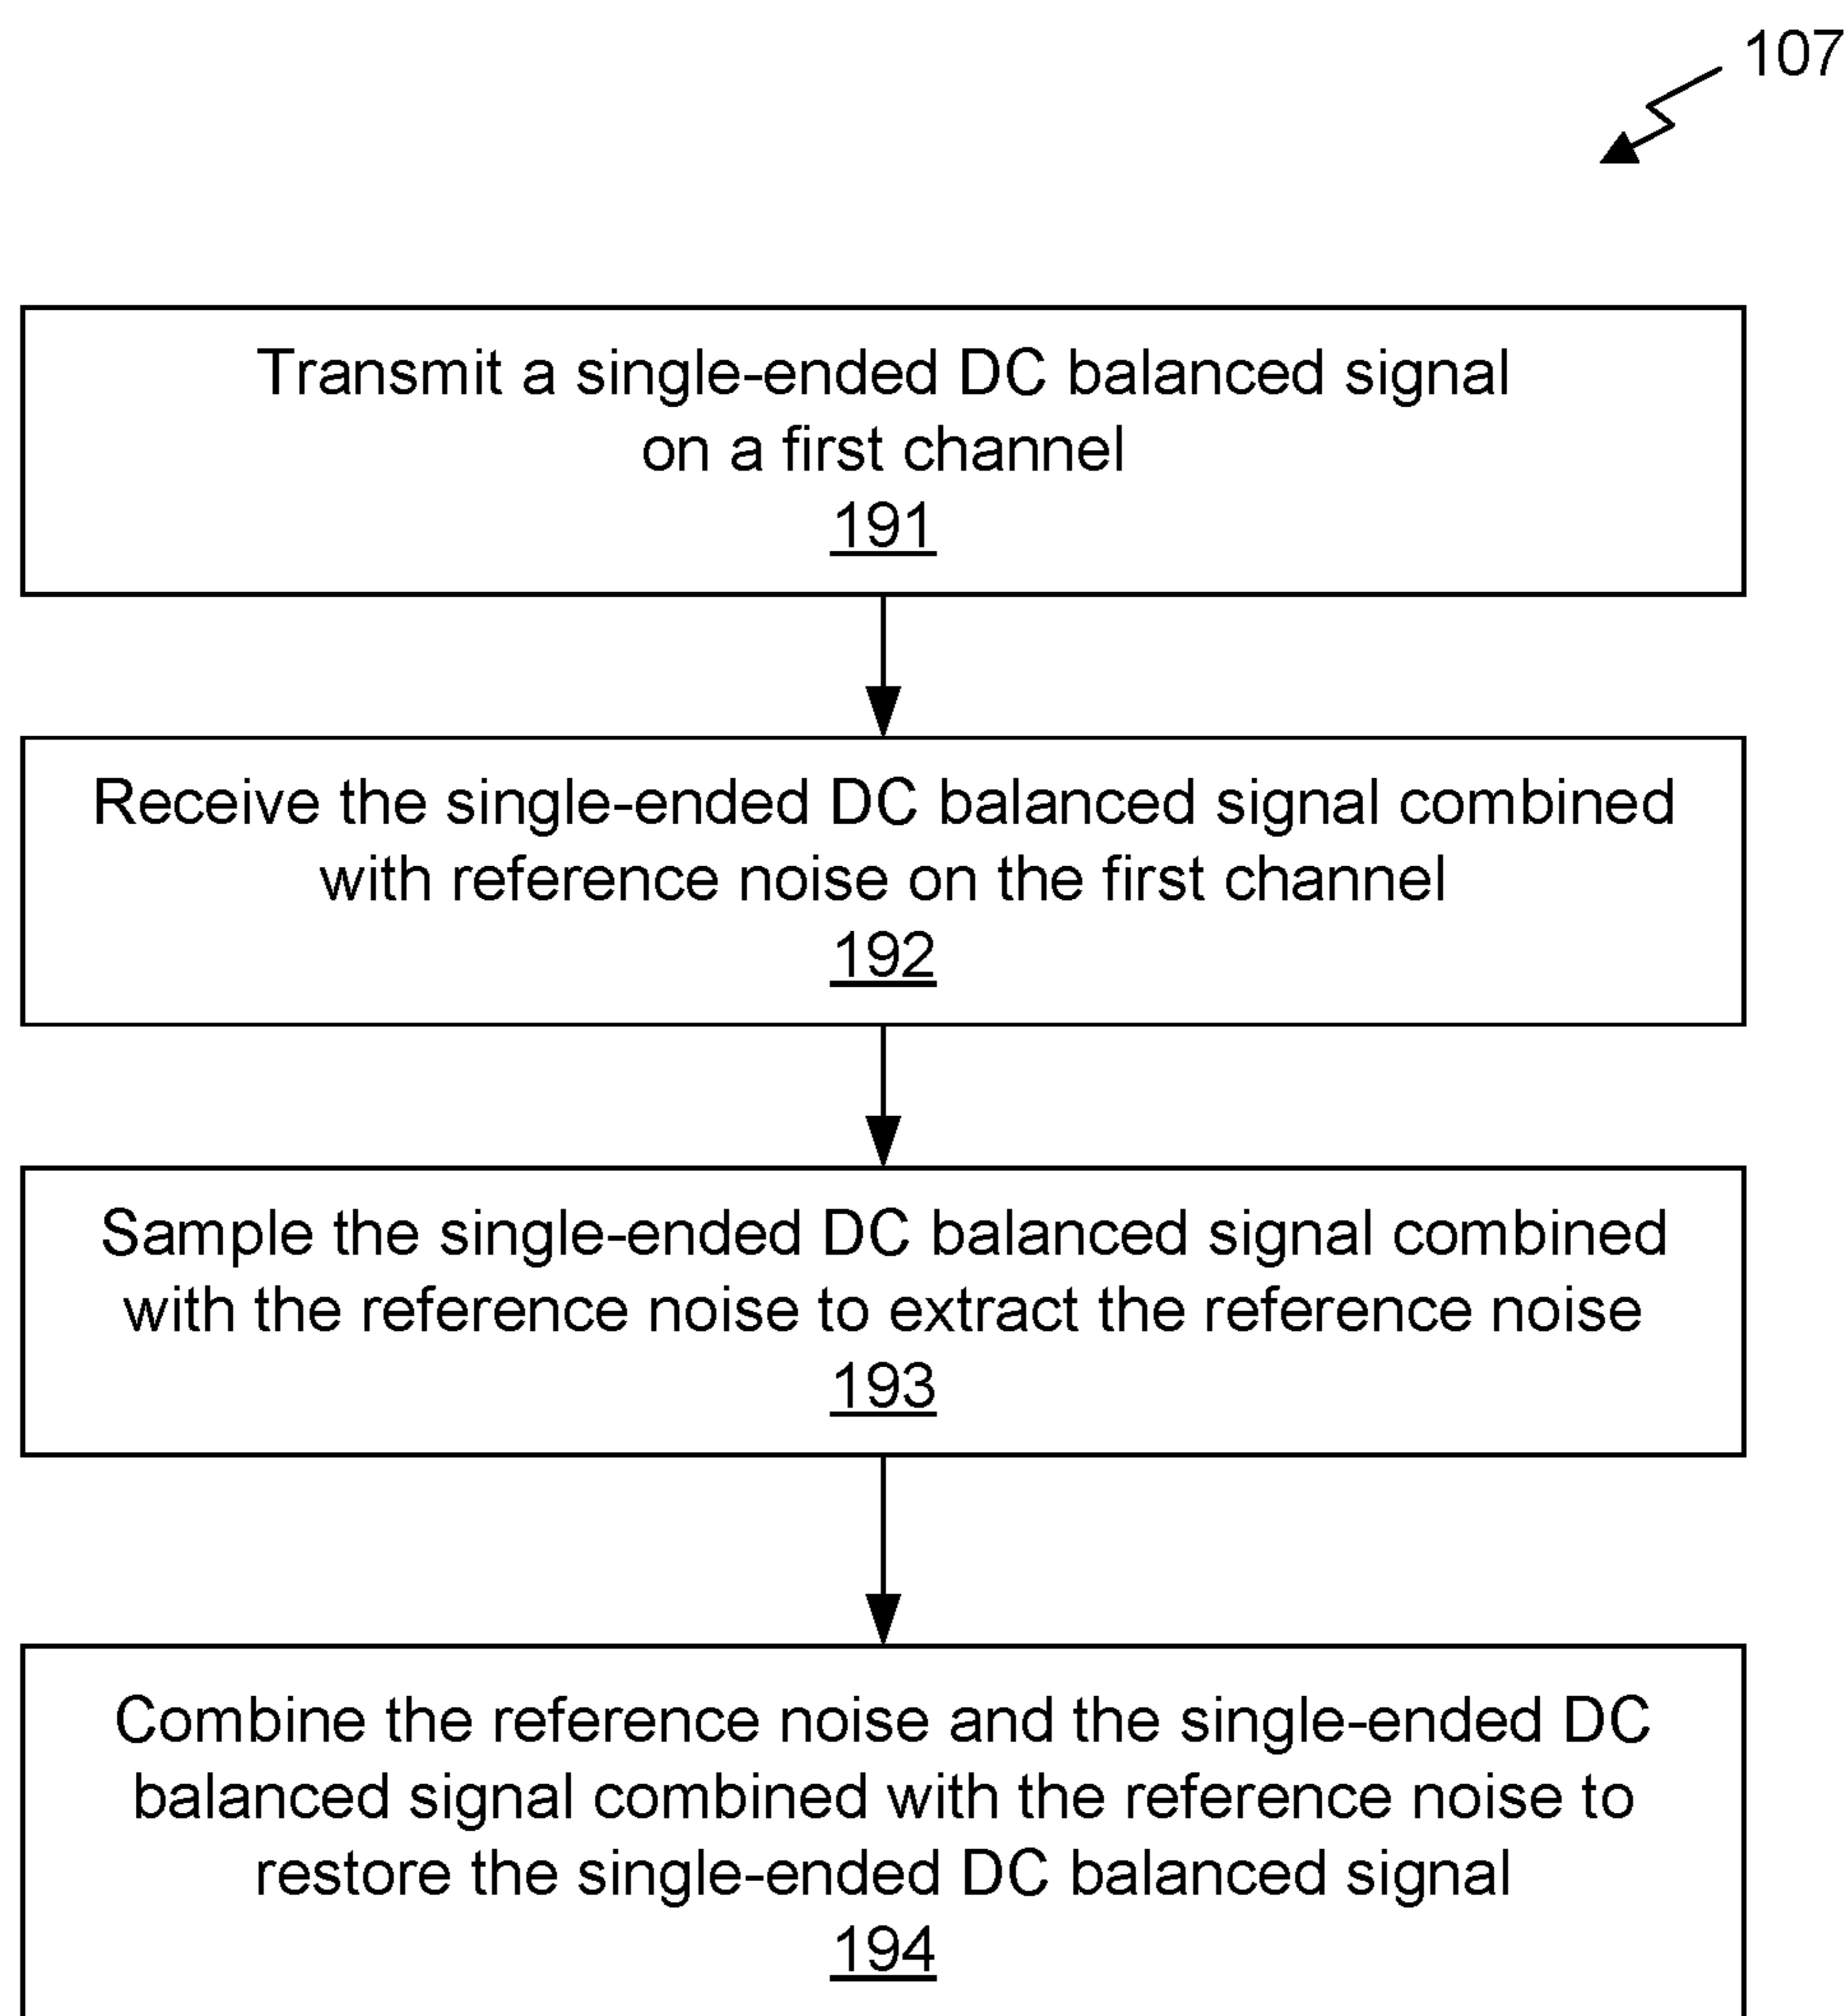 107
Transmit a single-ended DC balanced signal
on a first channel
191
Receive the single-ended DC balanced signal combined
with reference noise on the first channel
192
Sample the single-ended DC balanced signal combined
with the reference noise to extract the reference noise
193
Combine the reference noise and the single-ended DC
balanced signal combined with the reference noise to
restore the single-ended DC balanced signal
194